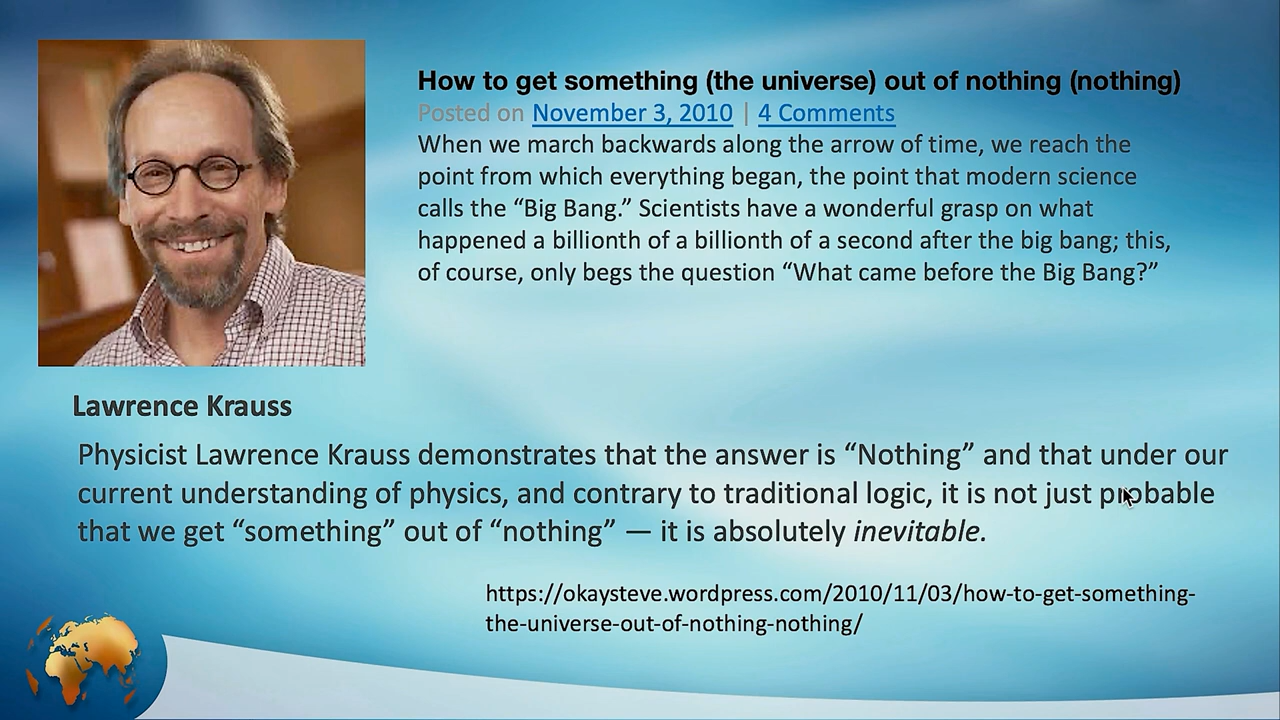 How to get something (the universe) out of nothing (nothing)
Posted on November 3, 2010 | 4 Comments
When we march backwards along the arrow of time, we reach the
point from which everything began, the point that modern science
calls the “Big Bang.” Scientists have a wonderful grasp on what
happened a billionth of a billionth of a second after the big bang; this,
of course, only begs the question “What came before the Big Bang?”
Lawrence Krauss
Physicist Lawrence Krauss demonstrates that the answer is “Nothing” and that under our
current understanding of physics, and contrary to traditional logic, it is not just probable
that we get “something” out of “nothing” — it is absolutely inevitable.
https://okaysteve.wordpress.com/2010/11/03/how-to-get-something-
the-universe-out-of-nothing-nothing/